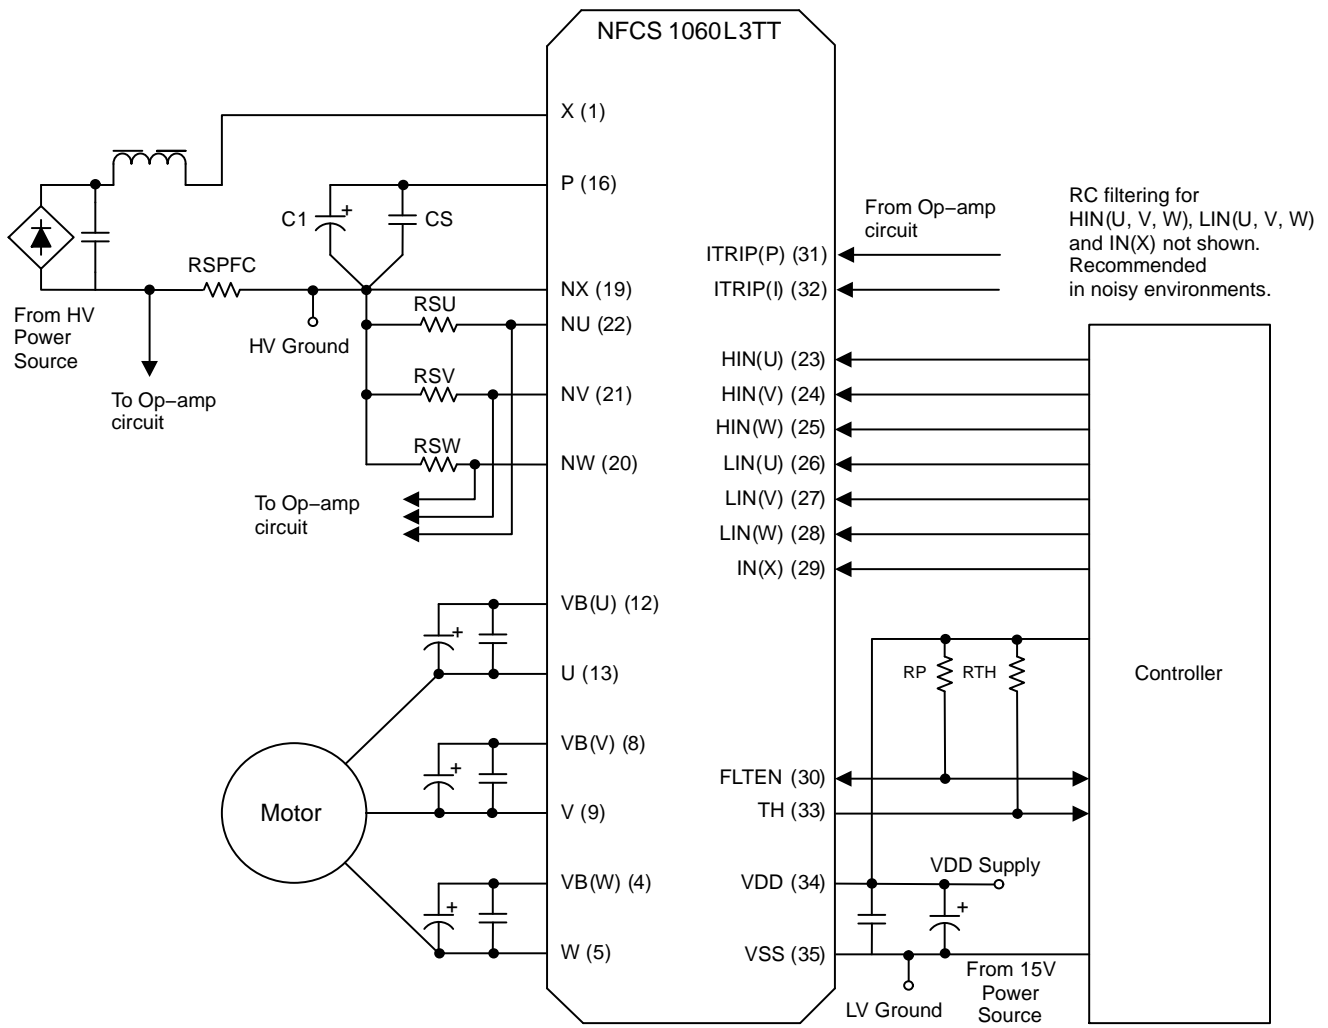 NFCS1060L3TT
X (1)
P (16)
C1
+
CS
RSPFC
NX (19)
From HV
Power
Source
HV Ground
RSU
NU (22)
To Op−amp
circuit
RSV
NV (21)
RSW
NW (20)
To Op−amp
circuit
VB(U) (12)
+
U (13)
VB(V) (8)
+
Motor
V (9)
VB(W) (4)
+
W (5)
From Op−amp
circuit
ITRIP(P) (31)
ITRIP(I) (32)
RC filtering for
HIN(U, V, W), LIN(U, V, W)
and IN(X) not shown.
Recommended
in noisy environments.
HIN(U) (23)
HIN(V) (24)
HIN(W) (25)
LIN(U) (26)
LIN(V) (27)
LIN(W) (28)
IN(X) (29)
RP
RTH
Controller
FLTEN (30)
TH (33)
VDD Supply
VDD (34)
+
VSS (35)
LV Ground
From 15V
Power
Source